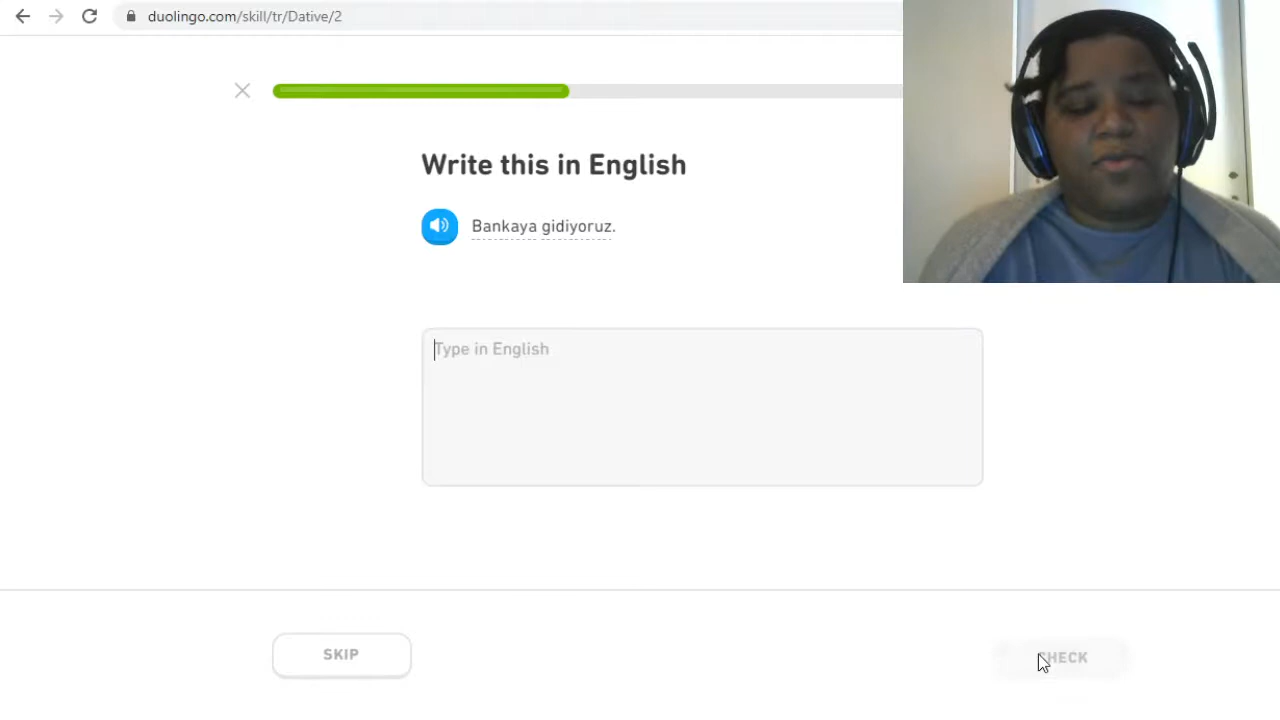 duolingo.com/skill/tr/Dative/2
Write this in English
Bankaya gidiyoruz.
Type in English
SKIP
CHECK